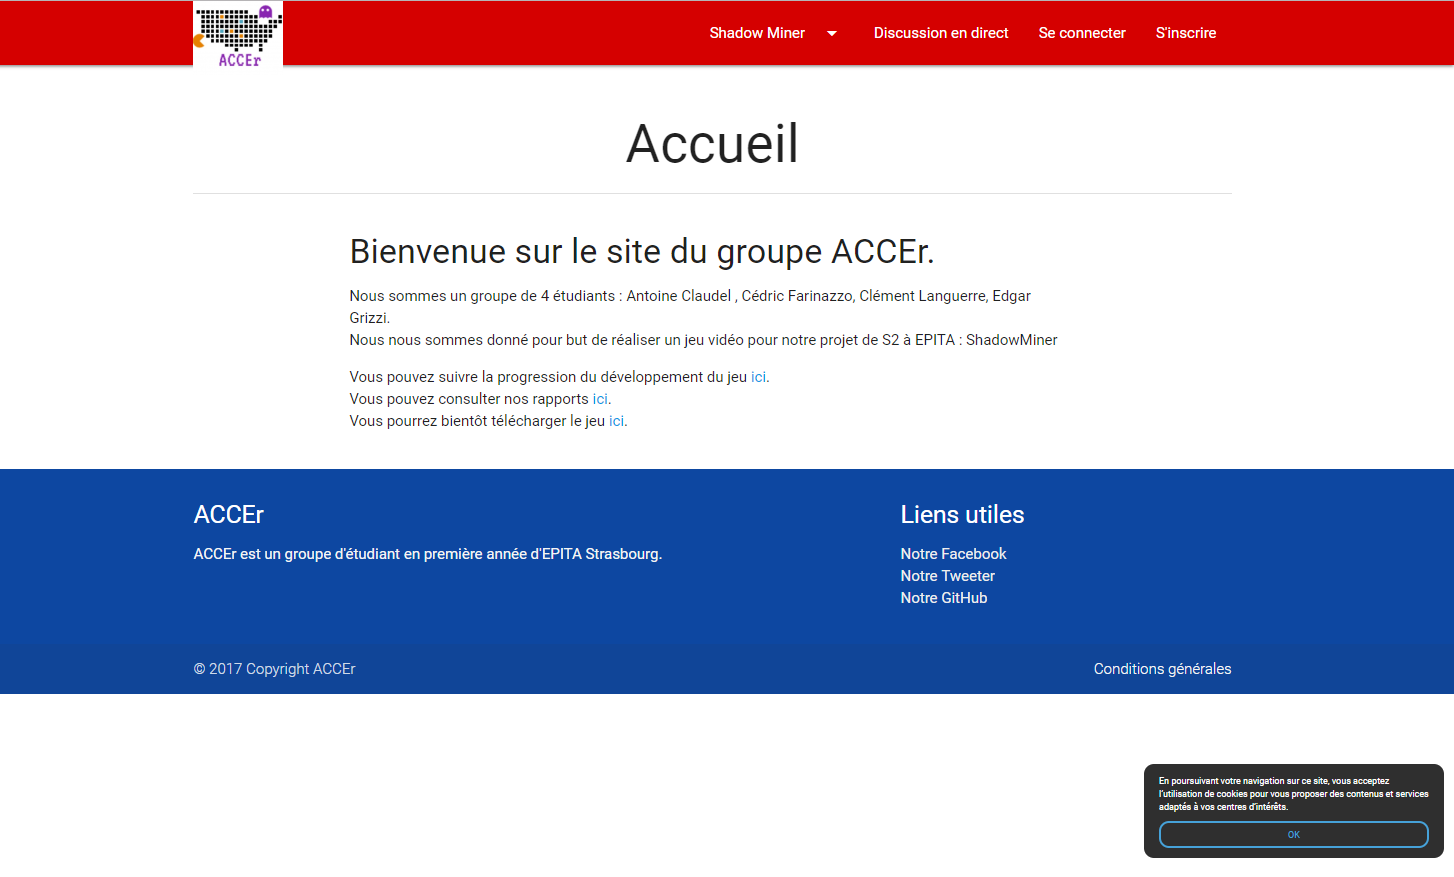 ACCEr
Shadow Miner
Discussion en direct
Se connecter
S'inscrire
Accueil
Bienvenue sur le site du groupe ACCEr.
Nous sommes un groupe de 4 étudiants : Antoine Claudel , Cédric Farinazzo, Clément Languerre, Edgar
Grizzi.
Nous nous sommes donné pour but de réaliser un jeu vidéo pour notre projet de S2 à EPITA : ShadowMiner
Vous pouvez suivre la progression du développement du jeu ici.
Vous pouvez consulter nos rapports ici.
Vous pourrez bientôt télécharger le jeu ici.
ACCEr
ACCEr est un groupe d'étudiant en première année d'EPITA Strasbourg.
Liens utiles
Notre Facebook
Notre Tweeter
Notre GitHub
© 2017 Copyright ACCEr
Conditions générales
En poursuivant votre navigation sur ce site, vous acceptez
l'utilisation de cookies pour vous proposer des contenus et services
adaptés à vos centres d'intérêts.
OK